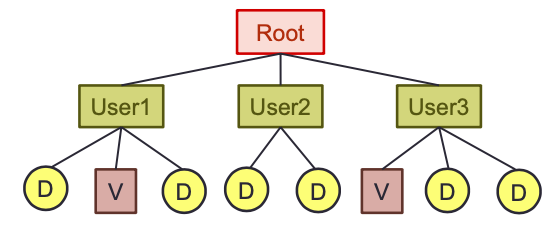 Root
User1 User2 User3
D V D D D V D D